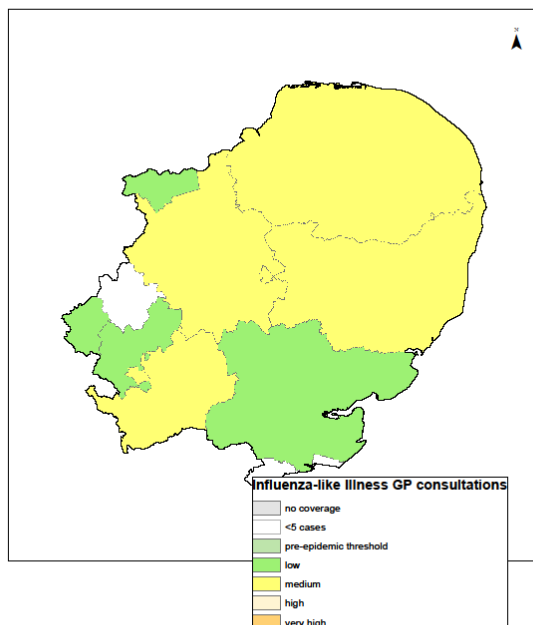 N
Influenza-like Illness GP consultations
no coverage
<5 cases
pre-epidemic threshold
low
medium
high
very high